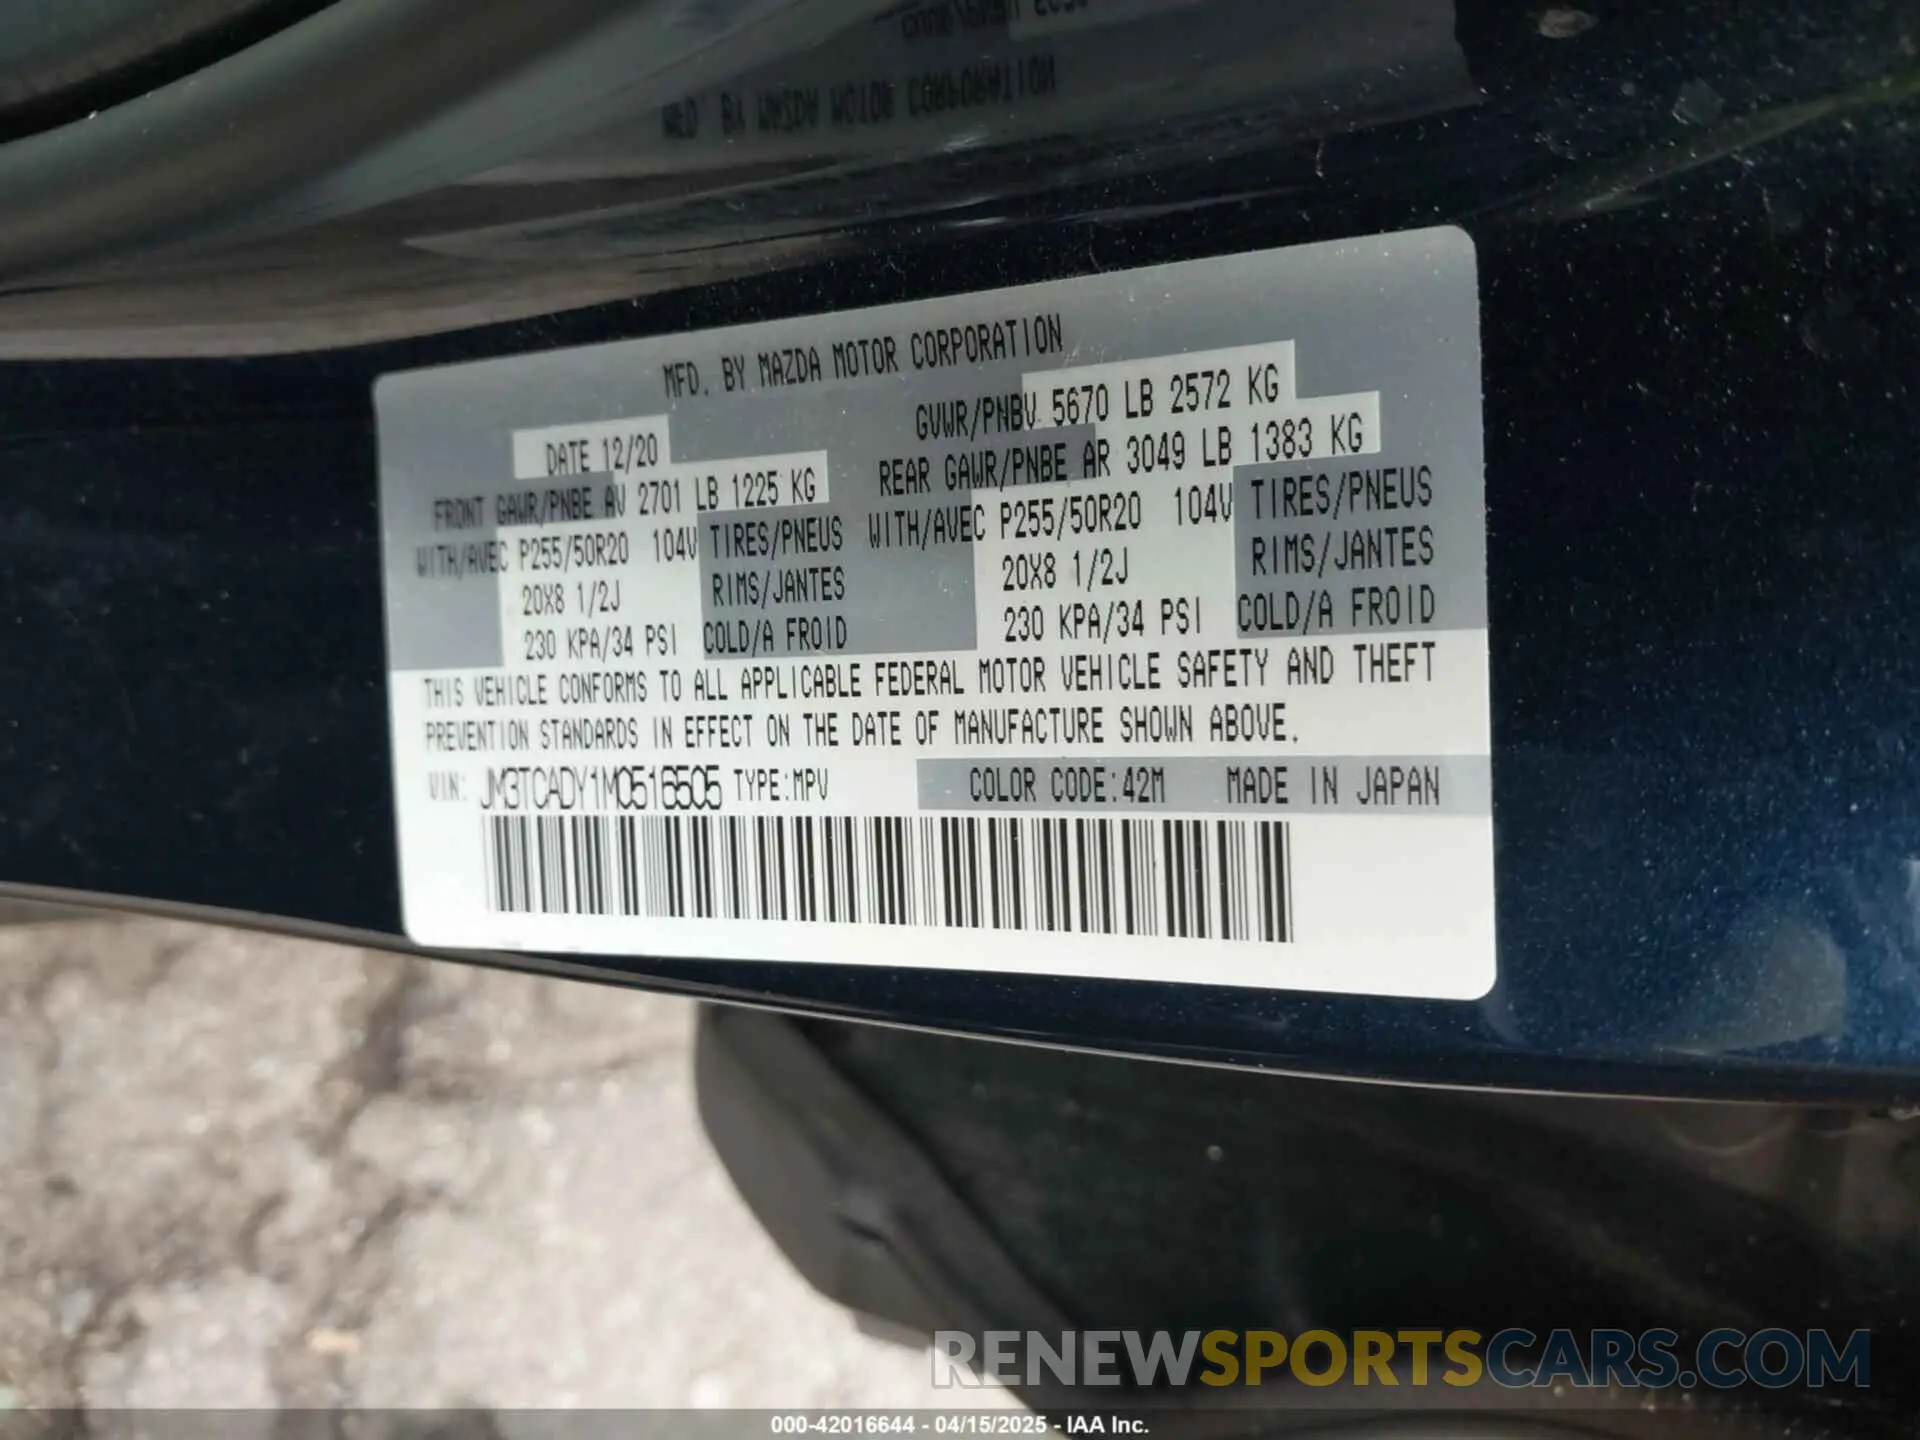 MFD. BY MAZDA MOTOR CORPORATION
DATE 12/20
GVWR/PNBV 5670 LB 2572 KG
FRONT GAWR/PNBE AV 2701 LB 1225 KG
REAR GAWR/PNBE AR 3049 LB 1383 KG
WITH/AVEC P255/50R20 104V TIRES/PNEUS
WITH/AVEC P255/50R20 104V TIRES/PNEUS
20X8 1/2J RIMS/JANTES
20X8 1/2J RIMS/JANTES
230 KPA/34 PSI COLD/A FROID
230 KPA/34 PSI COLD/A FROID
THIS VEHICLE CONFORMS TO ALL APPLICABLE FEDERAL MOTOR VEHICLE SAFETY AND THEFT
PREVENTION STANDARDS IN EFFECT ON THE DATE OF MANUFACTURE SHOWN ABOVE.
VIN: JM3TCADY1M0516505 TYPE:MPV COLOR CODE:42M MADE IN JAPAN
RENEWSPORTSCARS.COM
000-42016644 - 04/15/2025 - IAA Inc.